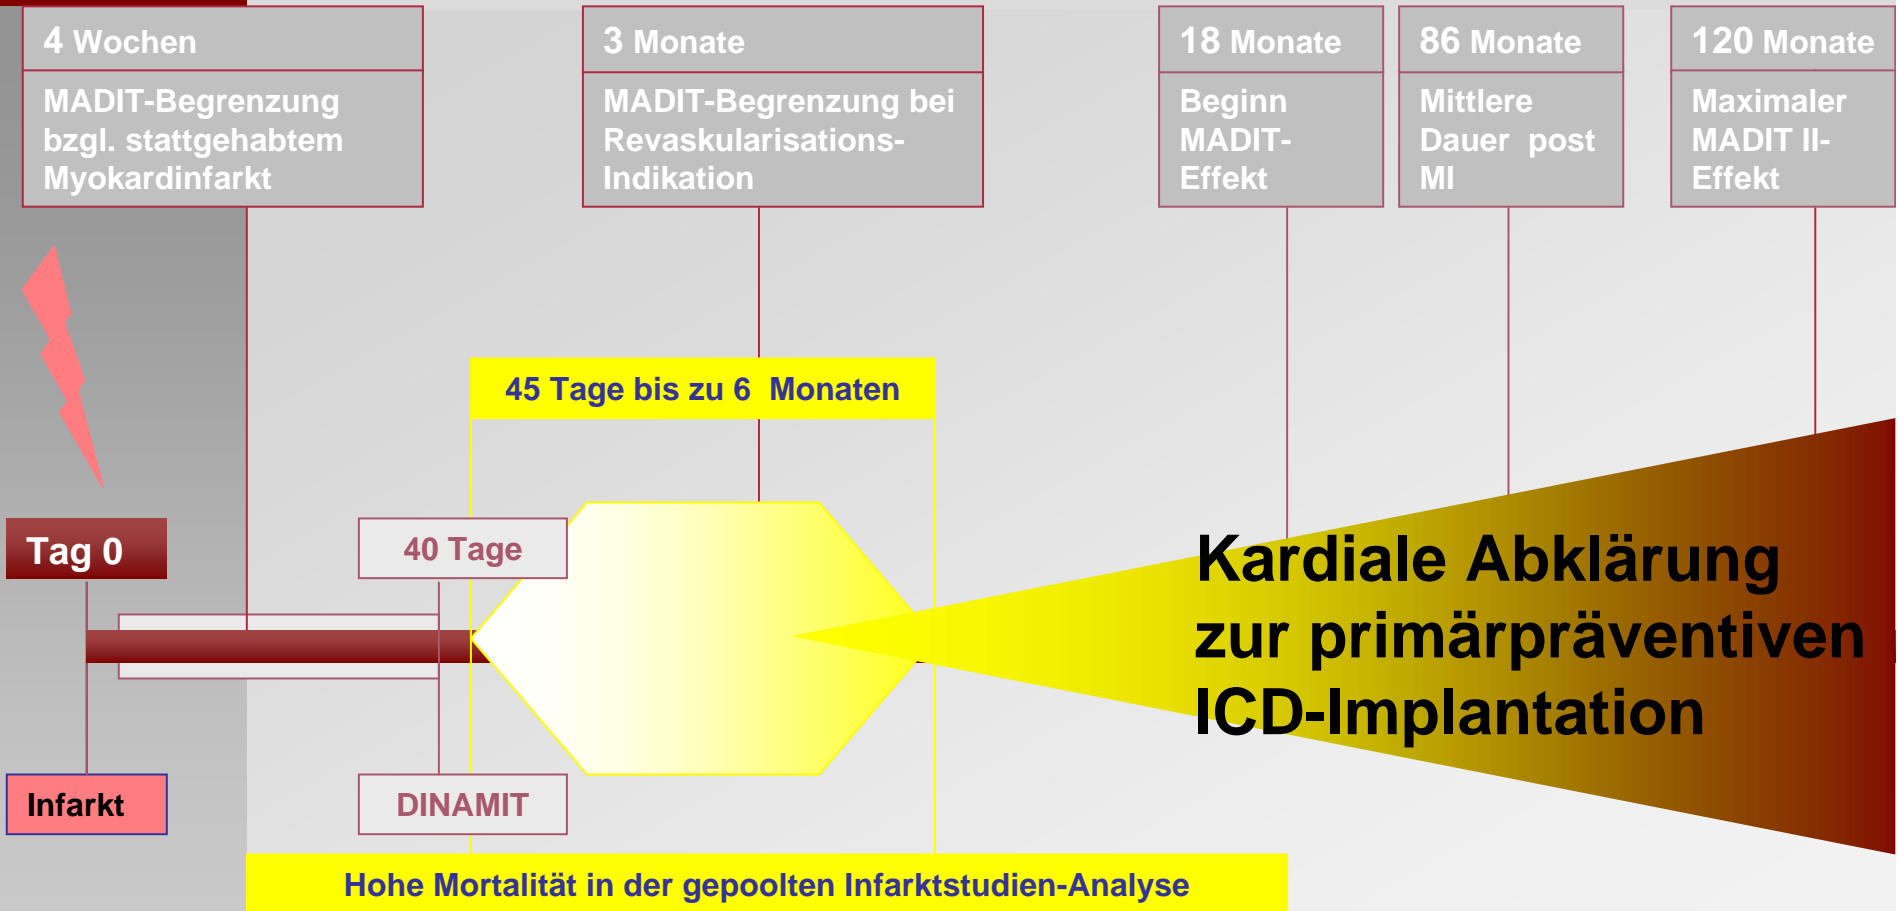 4 Wochen
MADIT-Begrenzung
bzgl. stattgehabtem
Myokardinfarkt
3 Monate
MADIT-Begrenzung bei
Revaskularisations-
Indikation
18 Monate
Beginn
MADIT-
Effekt
86 Monate
Mittlere
Dauer post
MI
120 Monate
Maximaler
MADIT II-
Effekt
45 Tage bis zu 6 Monaten
Tag 0
40 Tage
Kardiale Abklärung
zur primärpräventiven
ICD-Implantation
Infarkt
DINAMIT
Hohe Mortalität in der gepoolten Infarktstudien-Analyse